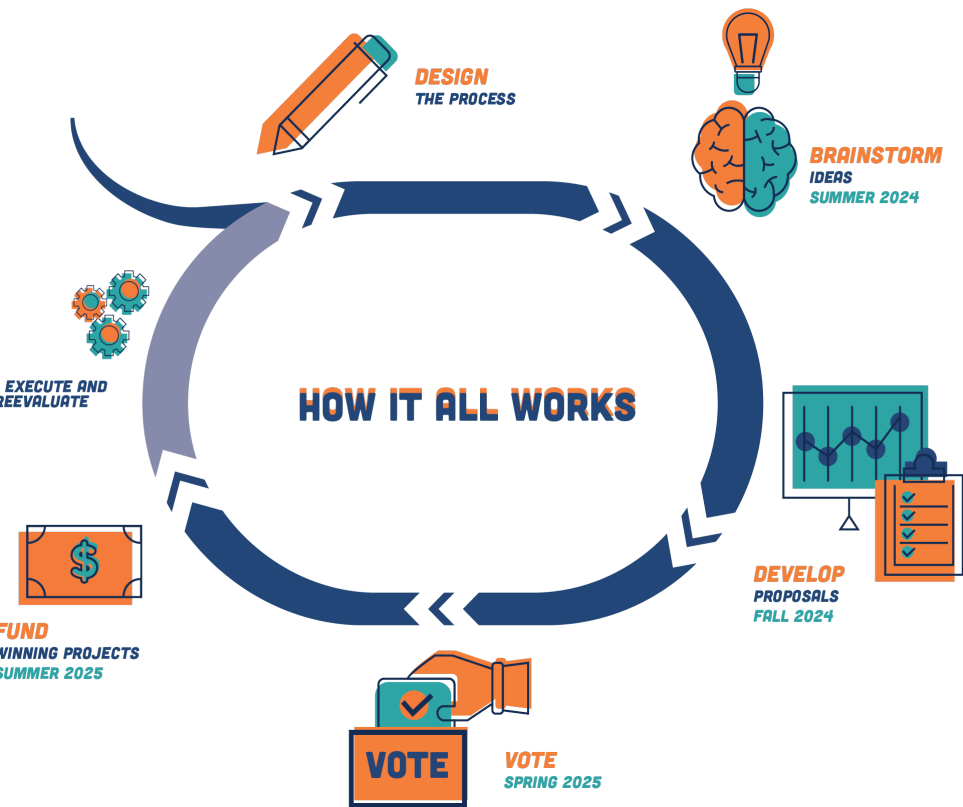 DESIGN
THE PROCESS
BRAINSTORM
IDEAS
SUMMER 2024
HOW IT ALL WORKS
EXECUTE AND
REEVALUATE
DEVELOP
PROPOSALS
FALL 2024
$
FUND
WINNING PROJECTS
SUMMER 2025
VOTE
VOTE
SPRING 2025